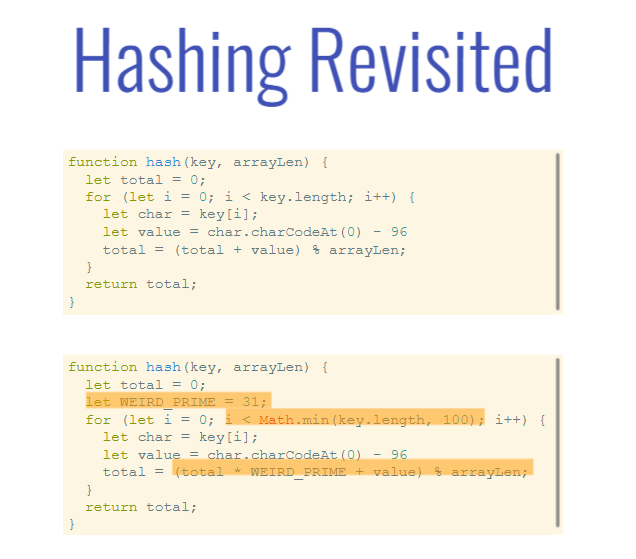 Hashing Revisited
function hash(key, arrayLen) {
  let total = 0;
  for (let i = 0; i < key.length; i++) {
    let char = key[i];
    let value = char.charCodeAt(0) - 96
    total = (total + value) % arrayLen;
  }
  return total;
}
function hash(key, arrayLen) {
  let total = 0;
  let WEIRD_PRIME = 31;
  for (let i = 0; i < Math.min(key.length, 100); i++) {
    let char = key[i];
    let value = char.charCodeAt(0) - 96
    total = (total * WEIRD_PRIME + value) % arrayLen;
  }
  return total;
}